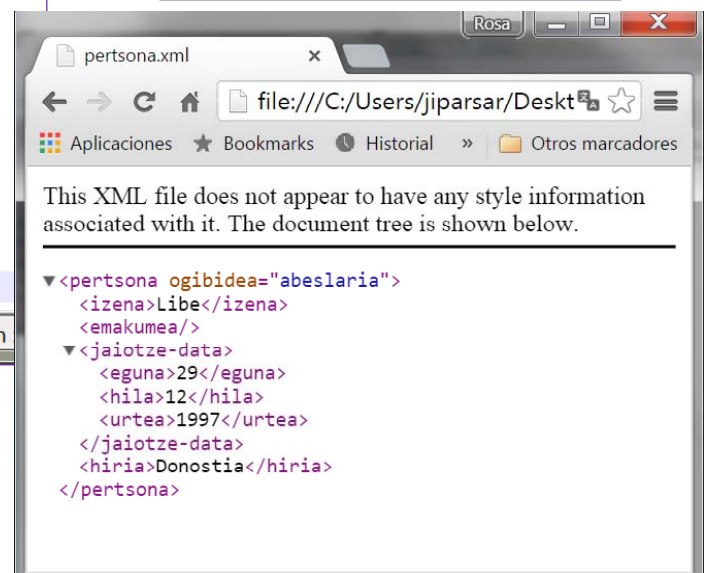 Rosa
pertsona.xml
file:///C:/Users/jiparsar/Deskt
Aplicaciones Bookmarks Historial » Otros marcadores
This XML file does not appear to have any style information
associated with it. The document tree is shown below.
▼<pertsona ogibidea="abeslaria">
<izena>Libe</izena>
<emakumea/>
▼<jaiotze-data>
<eguna>29</eguna>
<hila>12</hila>
<urtea>1997</urtea>
</jaiotze-data>
<hiria>Donostia</hiria>
</pertsona>